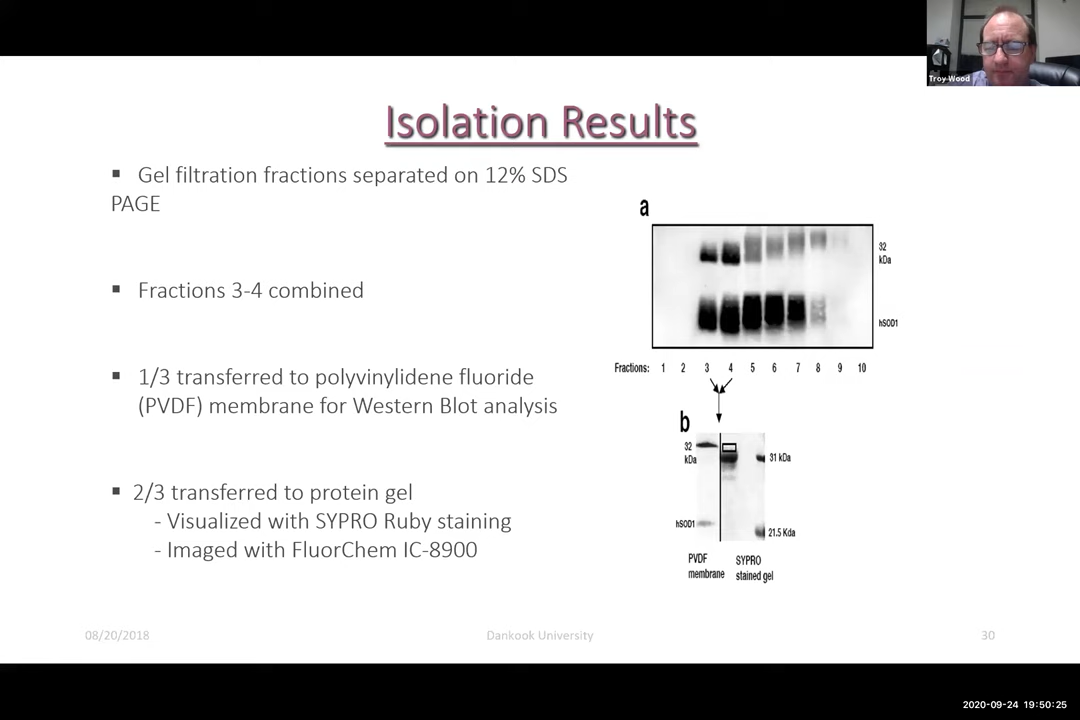 Troy Wood
Isolation Results
▪ Gel filtration fractions separated on 12% SDS
PAGE
▪ Fractions 3-4 combined
▪ 1/3 transferred to polyvinylidene fluoride
(PVDF) membrane for Western Blot analysis
▪ 2/3 transferred to protein gel
- Visualized with SYPRO Ruby staining
- Imaged with FluorChem IC-8900
a
32
kDa
hSOD1
Fractions: 1 2 3 4 5 6 7 8 9 10
b
32
kDa
31 kDa
hSOD1
21.5 Kda
PVDF
membrane
SYPRO
stained gel
08/20/2018
Dankook University
30
2020-09-24 19:50:25